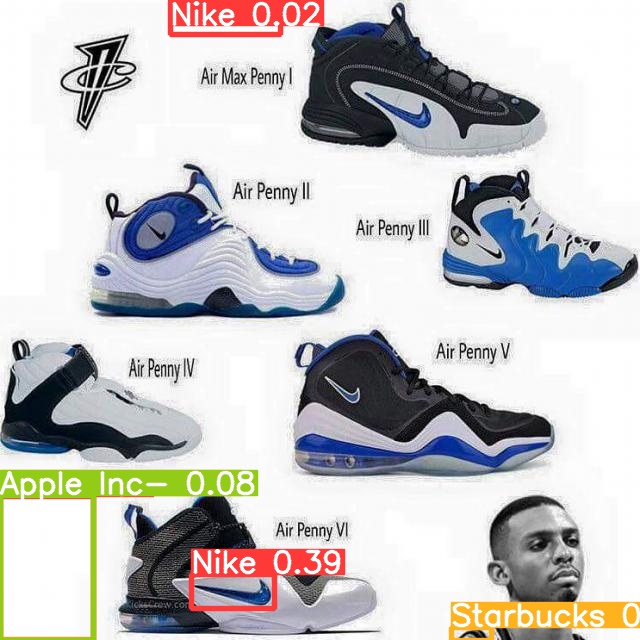 Nike 0.02
Air Max Penny I
Air Penny II
Air Penny III
Air Penny IV
Air Penny V
Apple Inc- 0.08
Air Penny VI
Nike 0.39
Starbucks 0